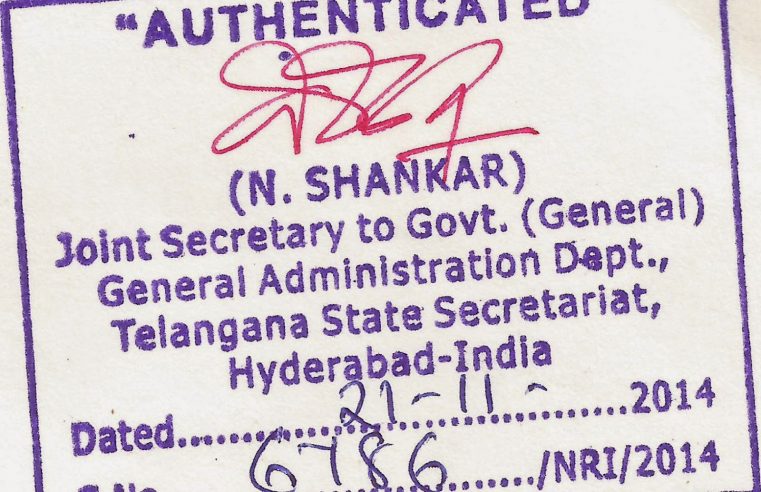 "AUTHENTICATED
(N. SHANKAR)
Joint Secretary to Govt. (General)
General Administration Dept.,
Telangana State Secretariat,
Hyderabad-India
Dated........21-11-........2014
6786......../NRI/2014